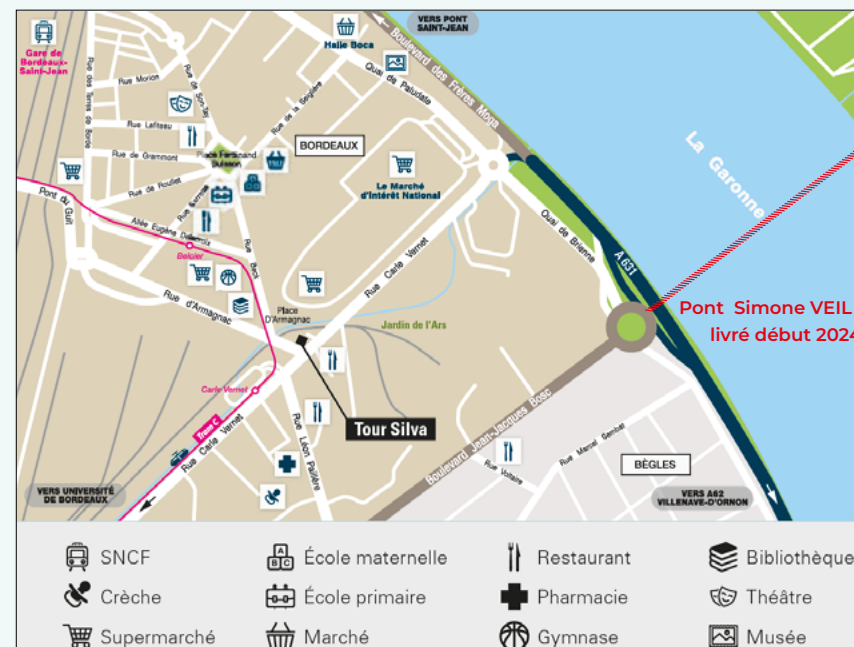 VERS PONT
SAINT-JEAN
Gare de
Bordeaux-
Saint-Jean
Halle Boca
Boulevard des Frères Moga
Quai de Paludate
Rue des Terres de Borde
Rue Morion
Rue de Son-Tay
Rue de la Seiglière
Rue Lafiteau
Rue de Grammont
Place Ferdinand
Buisson
BORDEAUX
La Garonne
Le Marché
d'Intérêt National
Rue de Roullet
Pont du Guit
Allée Eugène Delacroix
Belcier
Rue Beck
Rue Carle Vernet
Quai de Brienne
A 631
Rue d'Armagnac
Place
D'Armagnac
Jardin de l'Ars
Pont Simone VEIL
livré début 2024
Carle Vernet
Tram C
Rue Carle Vernet
Tour Silva
Rue Léon Paillère
Boulevard Jean-Jacques Bosc
Rue Voltaire
Rue Marcel Sembat
BÈGLES
VERS UNIVERSITÉ
DE BORDEAUX
VERS A62
VILLENAVE-D'ORNON
SNCF
École maternelle
A
B C
Restaurant
Bibliothèque
Crèche
École primaire
Pharmacie
Théâtre
Supermarché
Marché
Gymnase
Musée